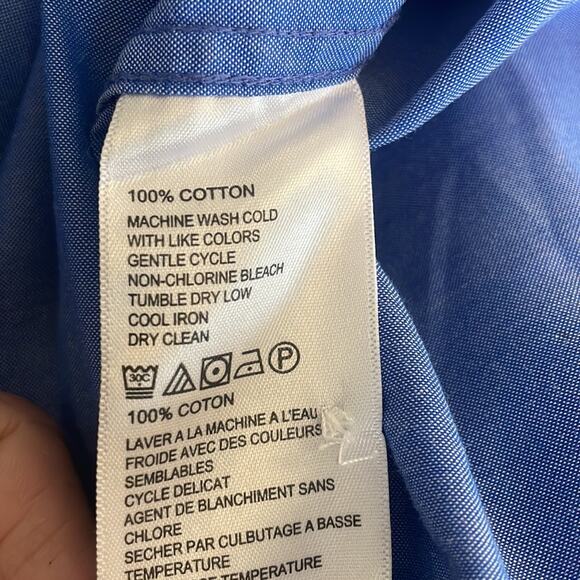 100% COTTON
MACHINE WASH COLD
WITH LIKE COLORS
GENTLE CYCLE
NON-CHLORINE BLEACH
TUMBLE DRY LOW
COOL IRON
DRY CLEAN
30C P
100% COTON
LAVER A LA MACHINE A L'EAU
FROIDE AVEC DES COULEURS
SEMBLABLES
CYCLE DELICAT
AGENT DE BLANCHIMENT SANS
CHLORE
SECHER PAR CULBUTAGE A BASSE
TEMPERATURE
TEMPERATURE